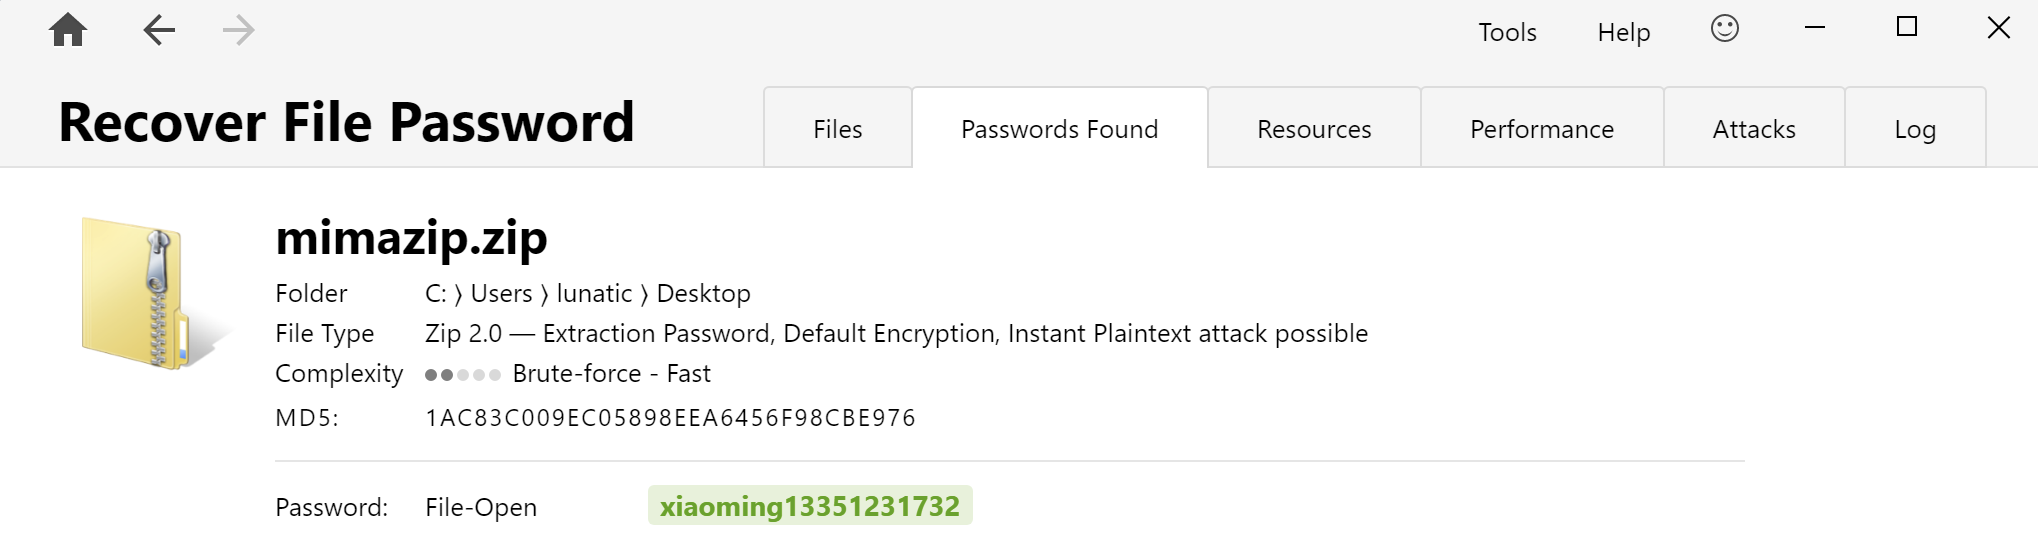 Tools Help
Recover File Password
Files Passwords Found Resources Performance Attacks Log
mimazip.zip
Folder C: ⟩ Users ⟩ lunatic ⟩ Desktop
File Type Zip 2.0 — Extraction Password, Default Encryption, Instant Plaintext attack possible
Complexity Brute-force - Fast
MD5: 1AC83C009EC05898EEA6456F98CBE976
Password: File-Open xiaoming13351231732